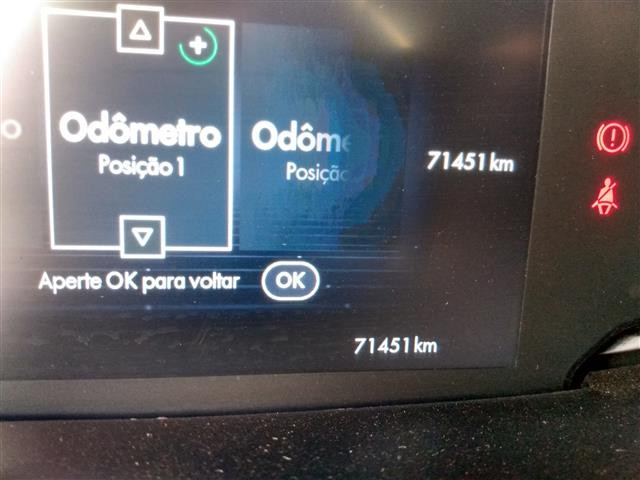 Odômetro
Posição 1
Odôme
Posiçã
71451 km
Aperte OK para voltar
OK
71451 km